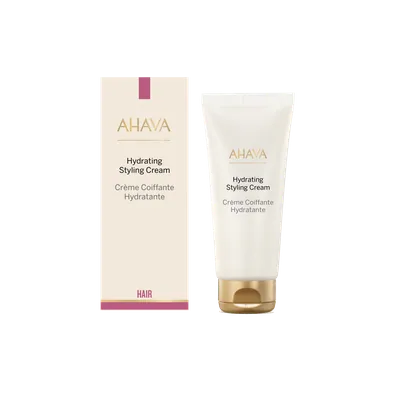 AHAVA
Hydrating
Styling Cream
Crème Coiffante
Hydratante
HAIR
AHAVA
Hydrating
Styling Cream
Crème Coiffante
Hydratante